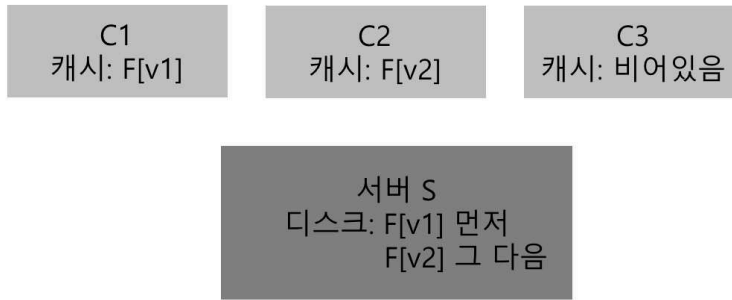 C1
캐시: F[v1]
C2
캐시: F[v2]
C3
캐시: 비어있음
서버 S
디스크: F[v1] 먼저
F[v2] 그 다음